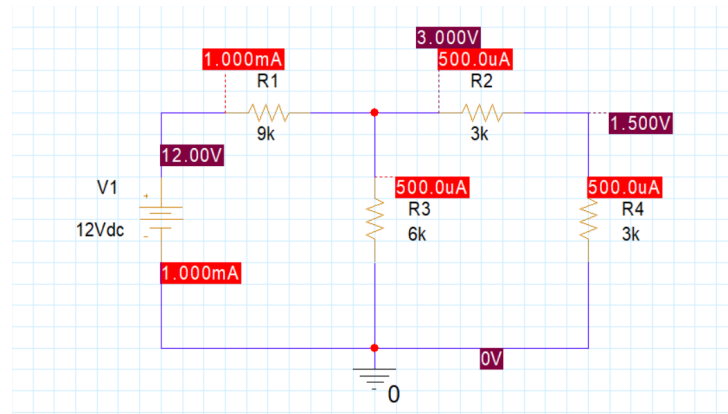 3.000V
1.000mA
500.0uA
R1
R2
9k
3k
1.500V
12.00V
V1
+
500.0uA
500.0uA
R3
R4
12Vdc
-
6k
3k
1.000mA
0V
0